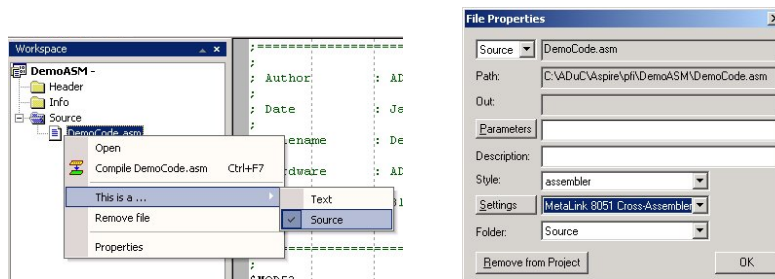 Workspace
DemoASM -
Header
Info
Source
DemoCode.asm
Open
Compile DemoCode.asm Ctrl+F7
This is a ...
Remove file
Properties
Text
Source
; Author : AD
; Date : Ja
: De
: AD
File Properties
Source DemoCode.asm
Path: C:\ADuC\Aspire\pfi\DemoASM\DemoCode.asm
Out:
Parameters
Description:
Style: assembler
Settings MetaLink 8051 Cross-Assembler
Folder: Source
Remove from Project OK